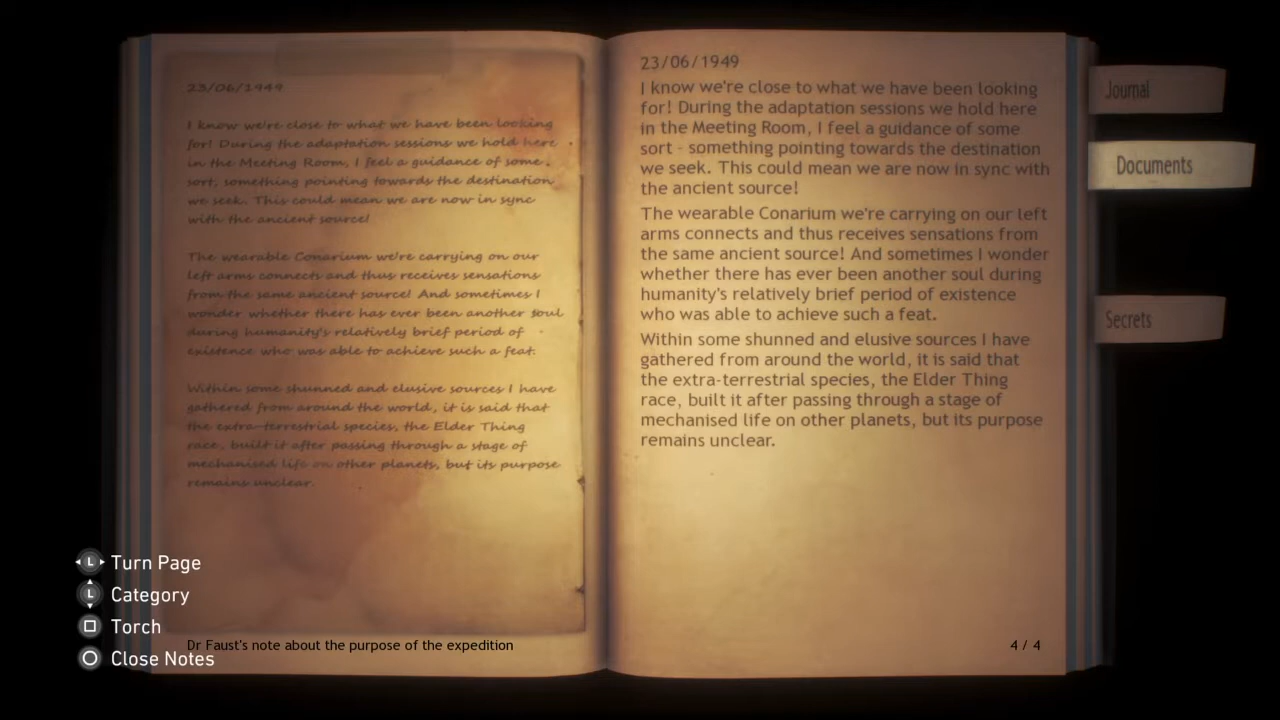 23/06/1949
I know we're close to what we have been looking
for! During the adaptation sessions we hold here
in the Meeting Room, I feel a guidance of some
sort, something pointing towards the destination
we seek. This could mean we are now in sync
with the ancient source!
The wearable Conarium we're carrying on our
left arms connects and thus receives sensations
from the same ancient source! And sometimes I
wonder whether there has ever been another soul
during humanity's relatively brief period of
existence who was able to achieve such a feat.
Within some shunned and elusive sources I have
gathered from around the world, it is said that
the extra-terrestrial species, the Elder Thing
race, built it after passing through a stage of
mechanised life on other planets, but its purpose
remains unclear.
Dr Faust's note about the purpose of the expedition
23/06/1949
I know we're close to what we have been looking
for! During the adaptation sessions we hold here
in the Meeting Room, I feel a guidance of some
sort - something pointing towards the destination
we seek. This could mean we are now in sync with
the ancient source!
The wearable Conarium we're carrying on our left
arms connects and thus receives sensations from
the same ancient source! And sometimes I wonder
whether there has ever been another soul during
humanity's relatively brief period of existence
who was able to achieve such a feat.
Within some shunned and elusive sources I have
gathered from around the world, it is said that
the extra-terrestrial species, the Elder Thing
race, built it after passing through a stage of
mechanised life on other planets, but its purpose
remains unclear.
4 / 4
Journal
Documents
Secrets
L Turn Page
L Category
Torch
Close Notes